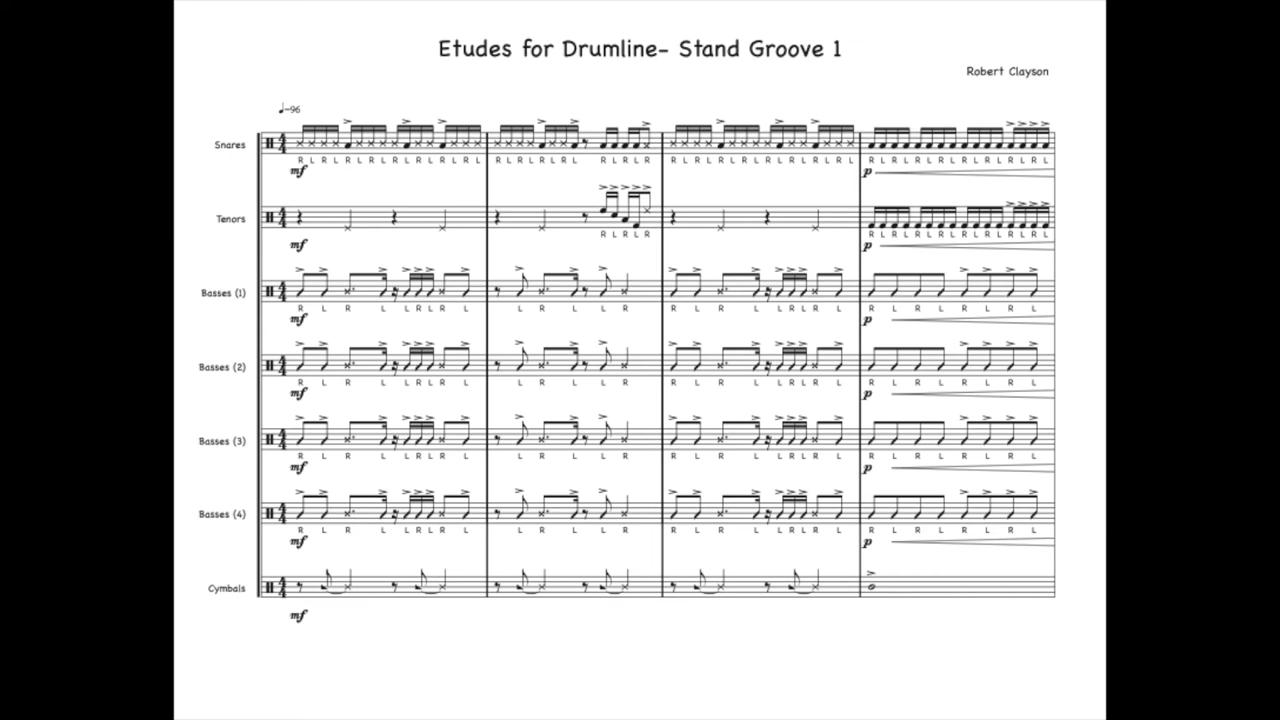 Etudes for Drumline- Stand Groove 1
Robert Clayson
♩=96
Snares
R L R L R L R L R L R L R L R L R L R L R L R L R L R L R R L R L R L R L R L R L R L R L R L R L R L R L R L R L
mf p
Tenors
R L R L R R L R L R L R L R L R L R L R L
mf p
Basses (1)
R L R L L R L R L L R L R R L R L L R L R L R L R L R L R L
mf p
Basses (2)
R L R L L R L R L L R L R R L R L L R L R L R L R L R L R L
mf p
Basses (3)
R L R L L R L R L L R L R R L R L L R L R L R L R L R L R L
mf p
Basses (4)
R L R L L R L R L L R L R R L R L L R L R L R L R L R L R L
mf p
Cymbals
mf